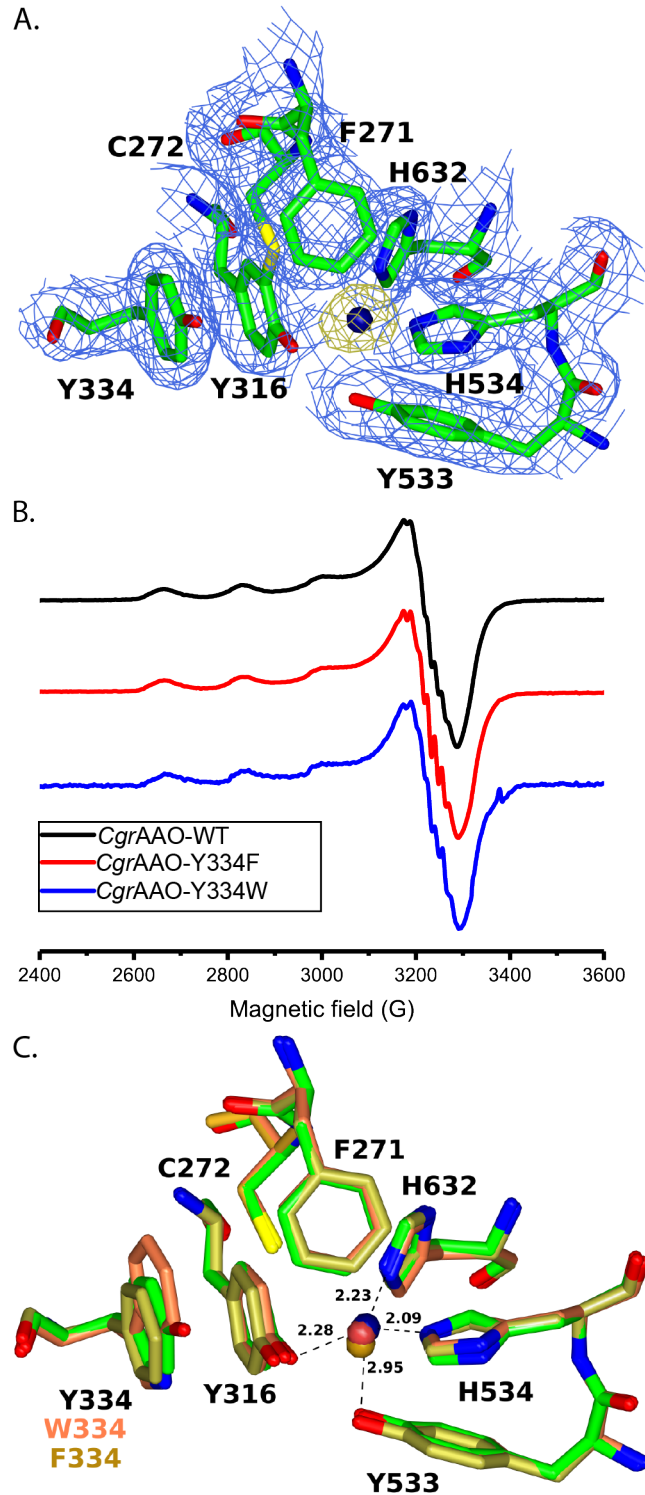 A.
F271
C272
H632
Y334
Y316
H534
Y533
B.
CgrAAO-WT
CgrAAO-Y334F
CgrAAO-Y334W
2400 2600 2800 3000 3200 3400 3600
Magnetic field (G)
C.
F271
C272
H632
2.23
2.09
2.28
2.95
Y334
Y316
H534
W334
F334
Y533